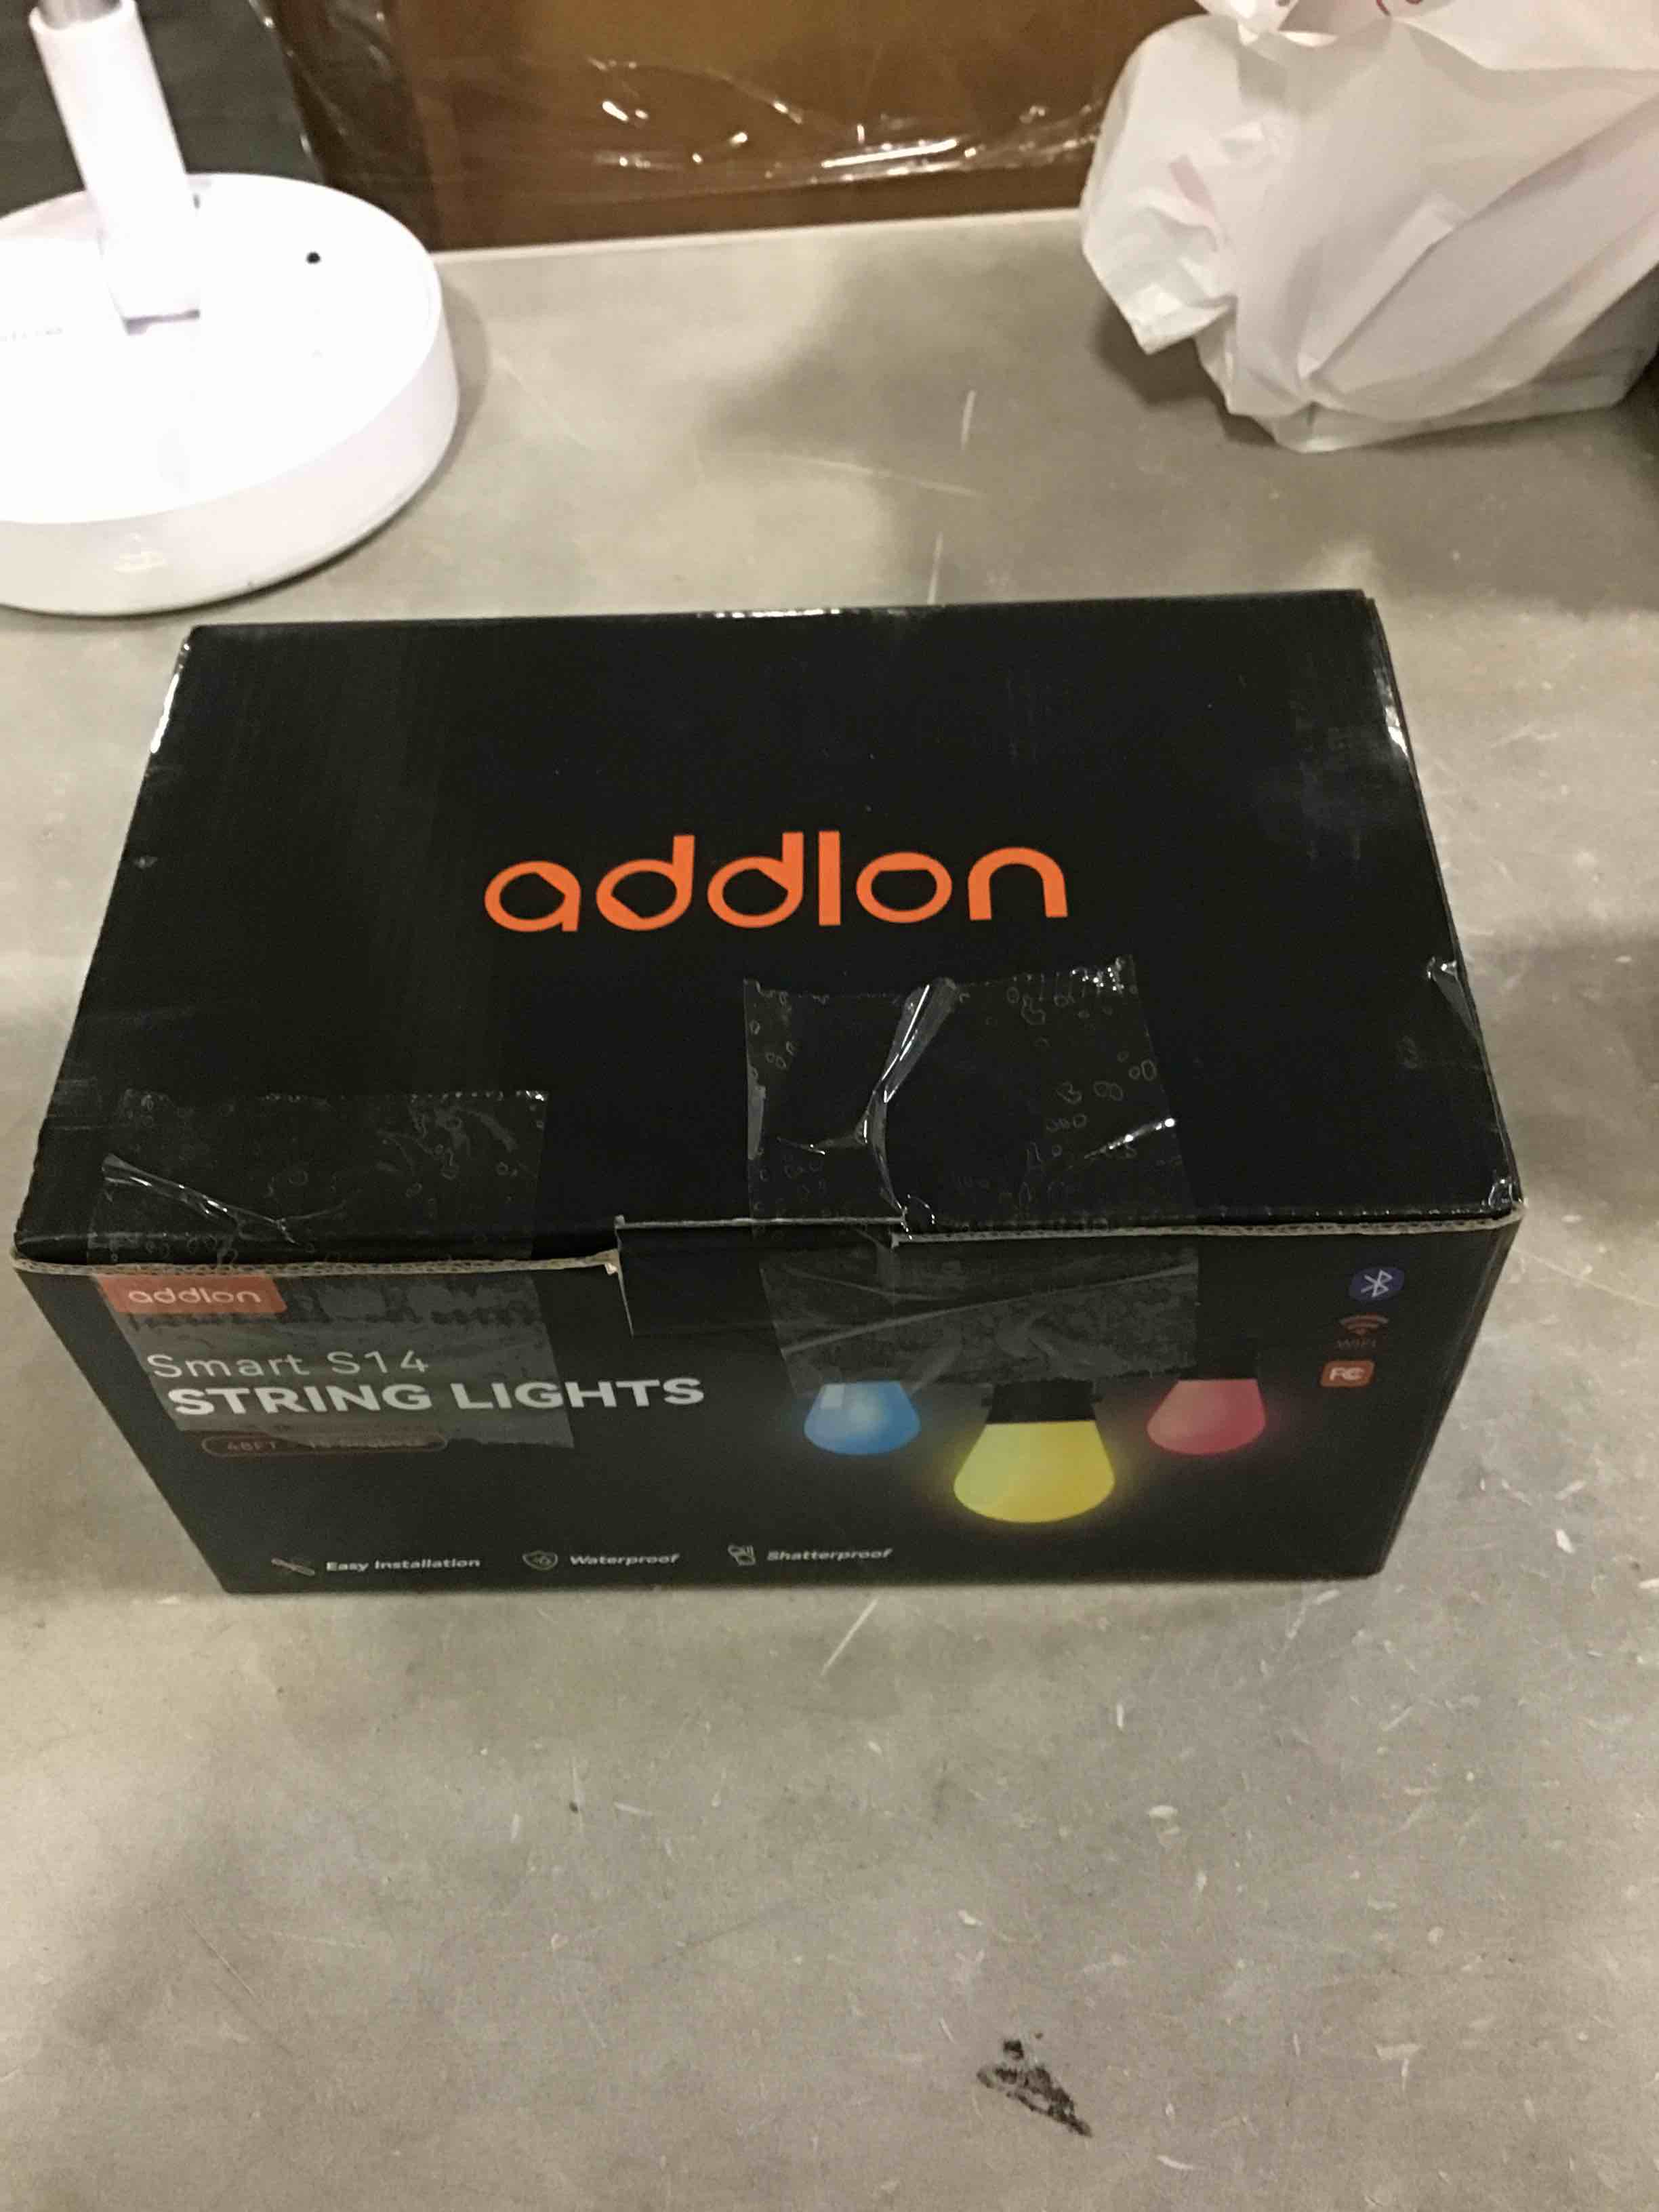 addlon
addlon
Smart S14
STRING LIGHTS
48FT
WIFI
FC
Easy Installation
Waterproof
Shatterproof